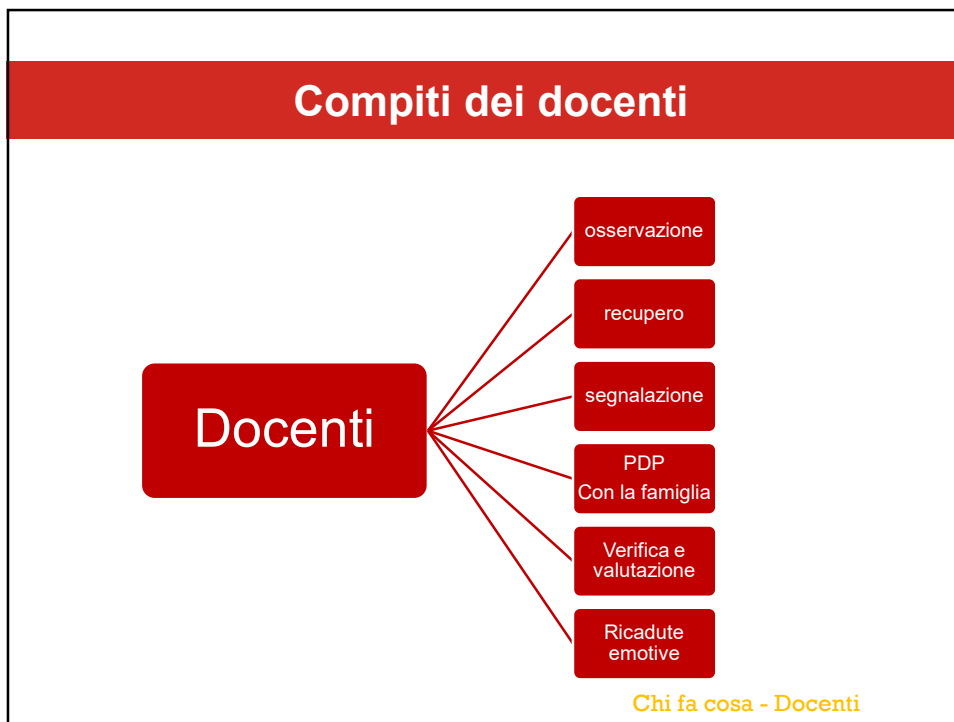 Compiti dei docenti
Docenti
osservazione
recupero
segnalazione
PDP
Con la famiglia
Verifica e
valutazione
Ricadute
emotive
Chi fa cosa - Docenti